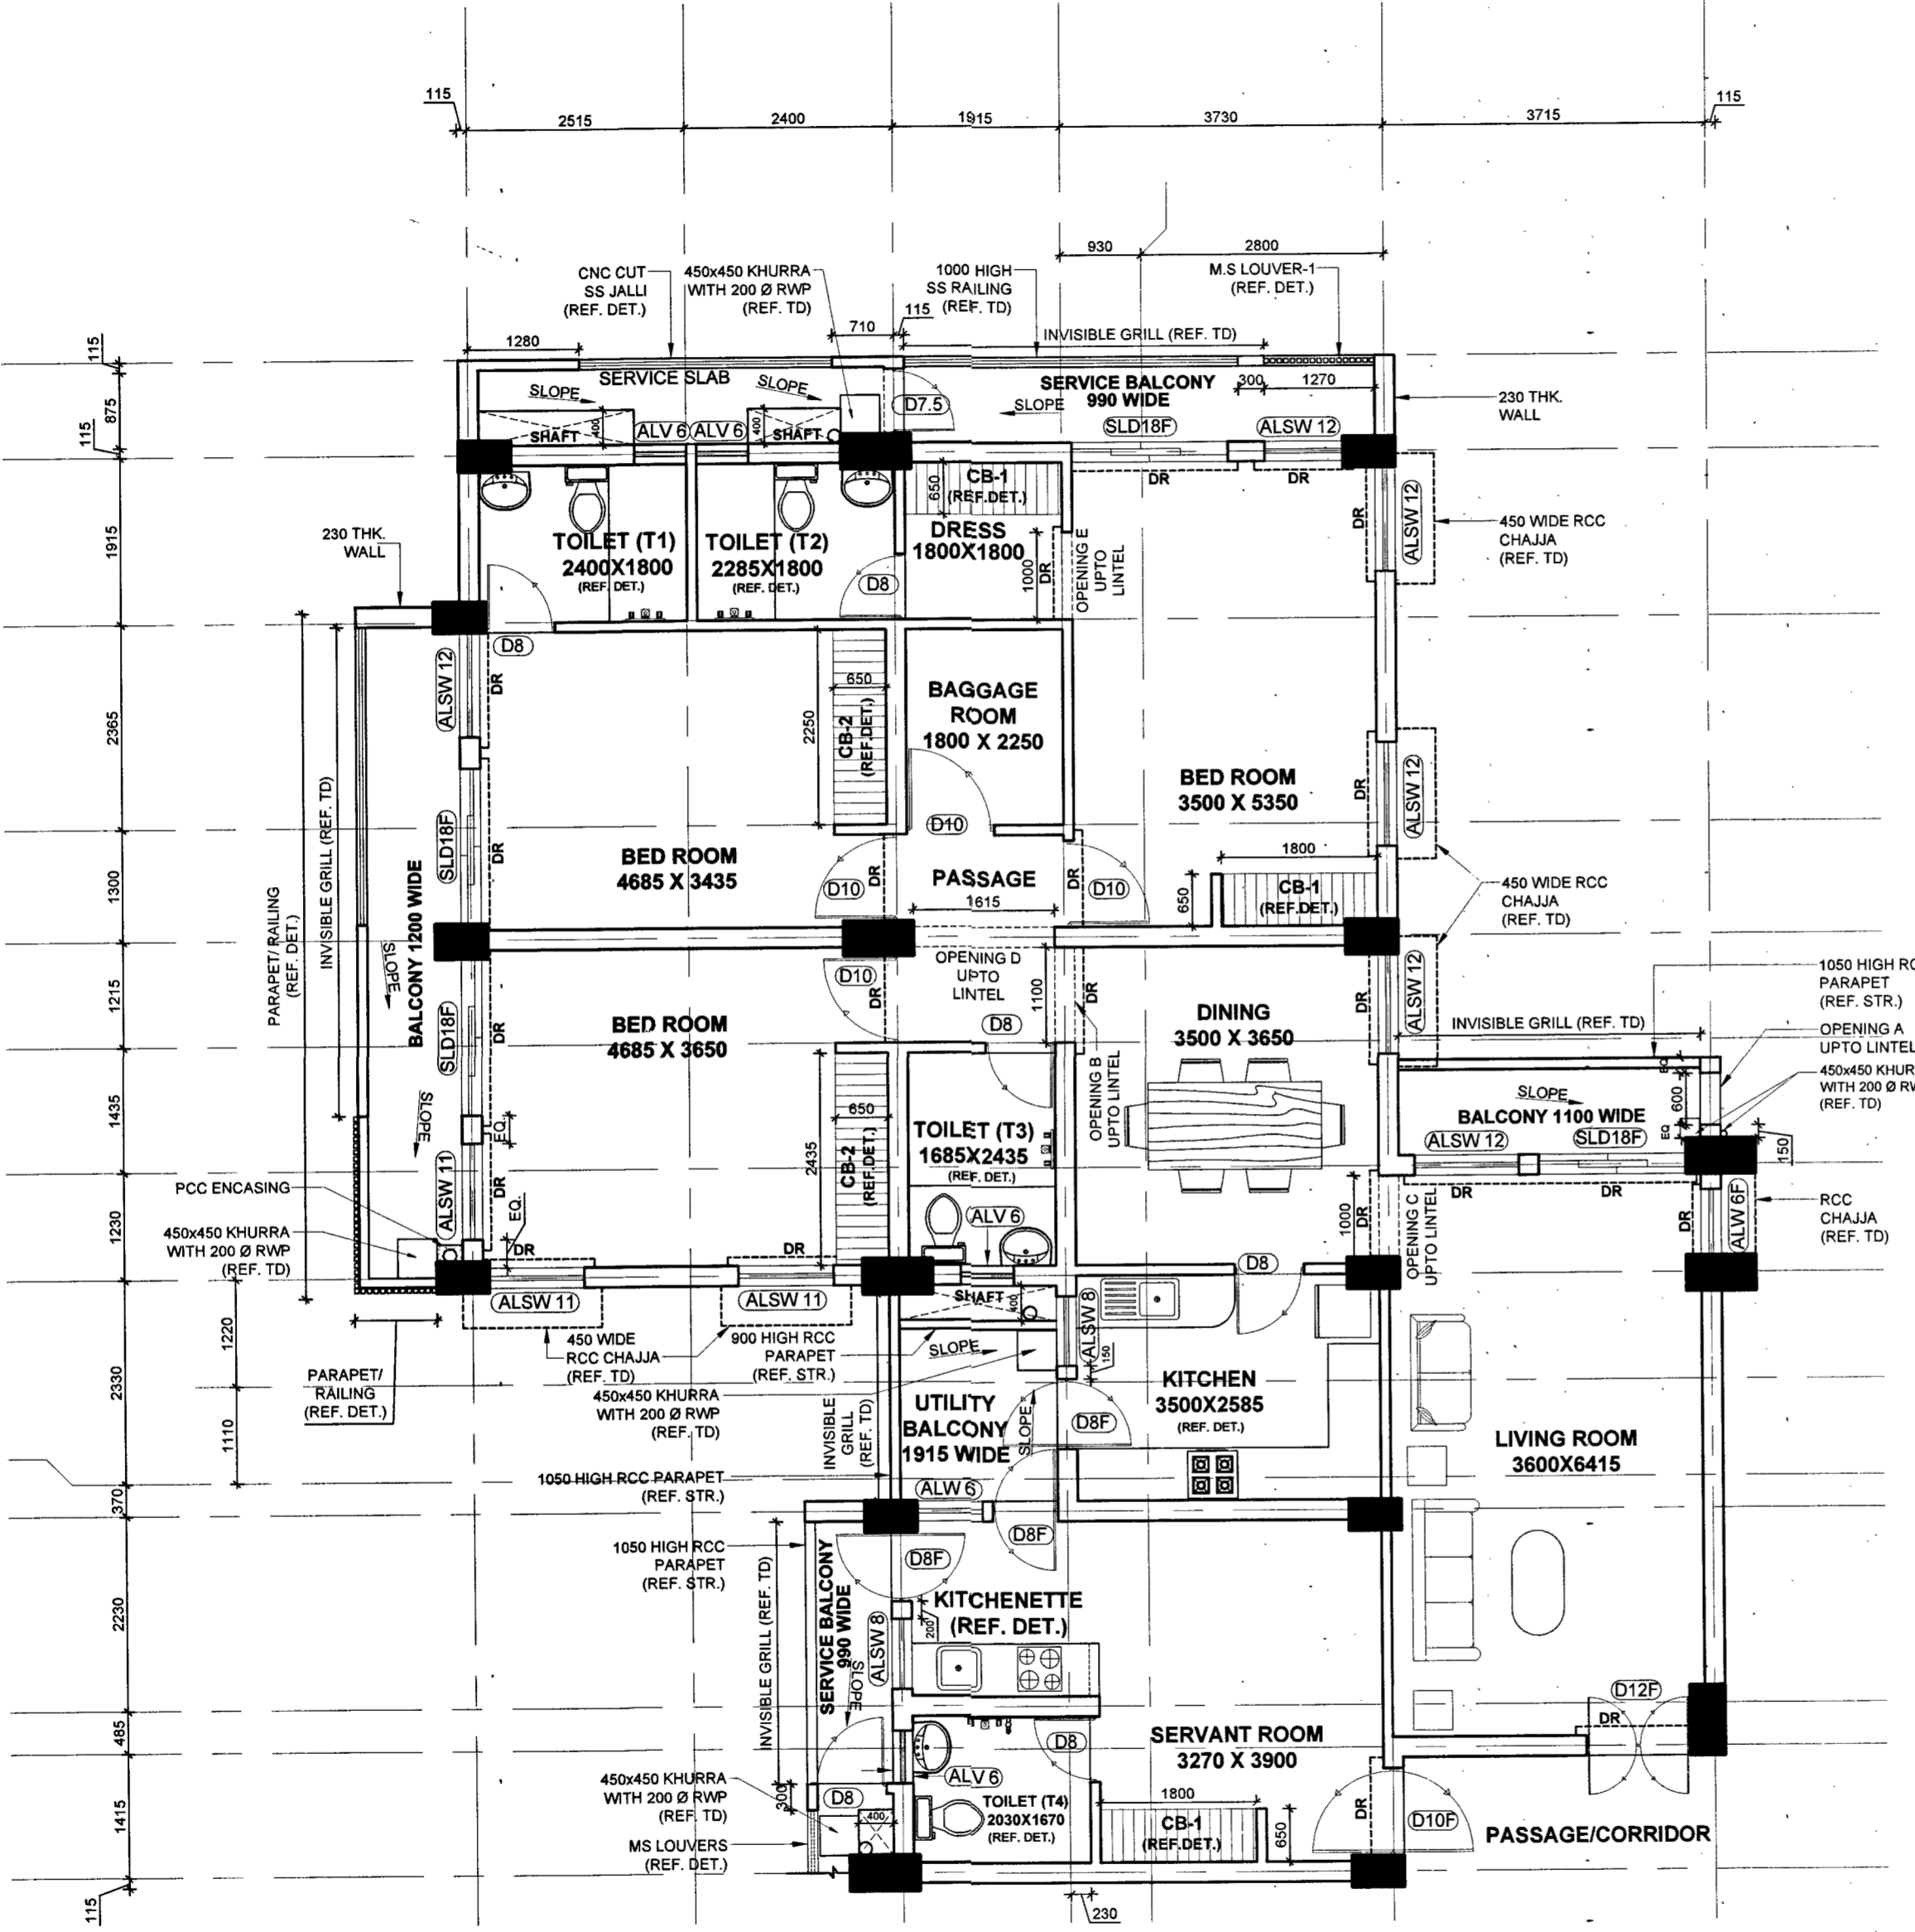 115
2515
2400
1915
3730
3715
115
930
2800
CNC CUT
SS JALLI
(REF. DET.)
450x450 KHURRA
WITH 200 Ø RWP
(REF. TD)
1000 HIGH
SS RAILING
(REF. TD)
M.S LOUVER-1
(REF. DET.)
115
1280
710
115
INVISIBLE GRILL (REF. TD)
875
115
SERVICE SLAB
SLOPE
SLOPE
SERVICE BALCONY
990 WIDE
300
1270
SLOPE
D7.5
230 THK.
WALL
SHAFT
400
ALV 6
ALV 6
400
SHAFT
SLD18F
ALSW 12
DR
DR
650
CB-1
(REF.DET.)
DR
ALSW 12
450 WIDE RCC
CHAJJA
(REF. TD)
1915
230 THK.
WALL
TOILET (T1)
2400X1800
(REF. DET.)
TOILET (T2)
2285X1800
(REF. DET.)
DRESS
1800X1800
1000
DR
OPENING E
UPTO
LINTEL
D8
D8
ALSW 12
DR
2365
INVISIBLE GRILL (REF. TD)
2250
650
CB-2
(REF.DET.)
BAGGAGE
ROOM
1800 X 2250
BED ROOM
3500 X 5350
DR
ALSW 12
SLD18F
DR
D10
BED ROOM
4685 X 3435
D10
DR
PASSAGE
1615
DR
D10
1800
650
CB-1
(REF.DET.)
450 WIDE RCC
CHAJJA
(REF. TD)
1300
PARAPET/ RAILING
(REF. DET.)
SLOPE
BALCONY 1200 WIDE
1215
SLD18F
DR
BED ROOM
4685 X 3650
D10
DR
OPENING D
UPTO
LINTEL
1100
DR
D8
DINING
3500 X 3650
DR
ALSW 12
INVISIBLE GRILL (REF. TD)
PARAPET
(REF. STR.)
OPENING A
UPTO LINTEL
(REF. TD)
1435
SLOPE
EQ
650
CB-2
(REF.DET.)
2435
TOILET (T3)
1685X2435
(REF. DET.)
OPENING B
UPTO LINTEL
SLOPE
BALCONY 1100 WIDE
EQ
600
EQ
150
ALSW 12
SLD18F
DR
DR
PCC ENCASING
450x450 KHURRA
WITH 200 Ø RWP
(REF. TD)
ALSW 11
DR
EQ.
DR
DR
ALV 6
1000
DR
OPENING C
UPTO LINTEL
DR
ALW 6F
RCC
CHAJJA
(REF. TD)
1230
D8
ALSW 11
ALSW 11
SHAFT
400
ALSW 8
150
1220
2330
1110
PARAPET/
RAILING
(REF. DET.)
450 WIDE
RCC CHAJJA
(REF. TD)
900 HIGH RCC
PARAPET
(REF. STR.)
SLOPE
450x450 KHURRA
WITH 200 Ø RWP
(REF. TD)
INVISIBLE
GRILL
(REF. TD)
UTILITY
BALCONY
1915 WIDE
SLOPE
D8F
KITCHEN
3500X2585
(REF. DET.)
LIVING ROOM
3600X6415
1050 HIGH RCC PARAPET
(REF. STR.)
ALW 6
370
1050 HIGH RCC
PARAPET
(REF. STR.)
D8F
D8F
2230
INVISIBLE GRILL (REF. TD)
SERVICE BALCONY
990 WIDE
SLOPE
ALSW 8
200
KITCHENETTE
(REF. DET.)
D12F
DR
485
D8
SERVANT ROOM
3270 X 3900
ALV 6
1415
450x450 KHURRA
WITH 200 Ø RWP
(REF. TD)
300
D8
400
TOILET (T4)
2030X1670
(REF. DET.)
1800
CB-1
(REF.DET.)
650
DR
D10F
PASSAGE/CORRIDOR
MS LOUVERS
(REF. DET.)
115
230